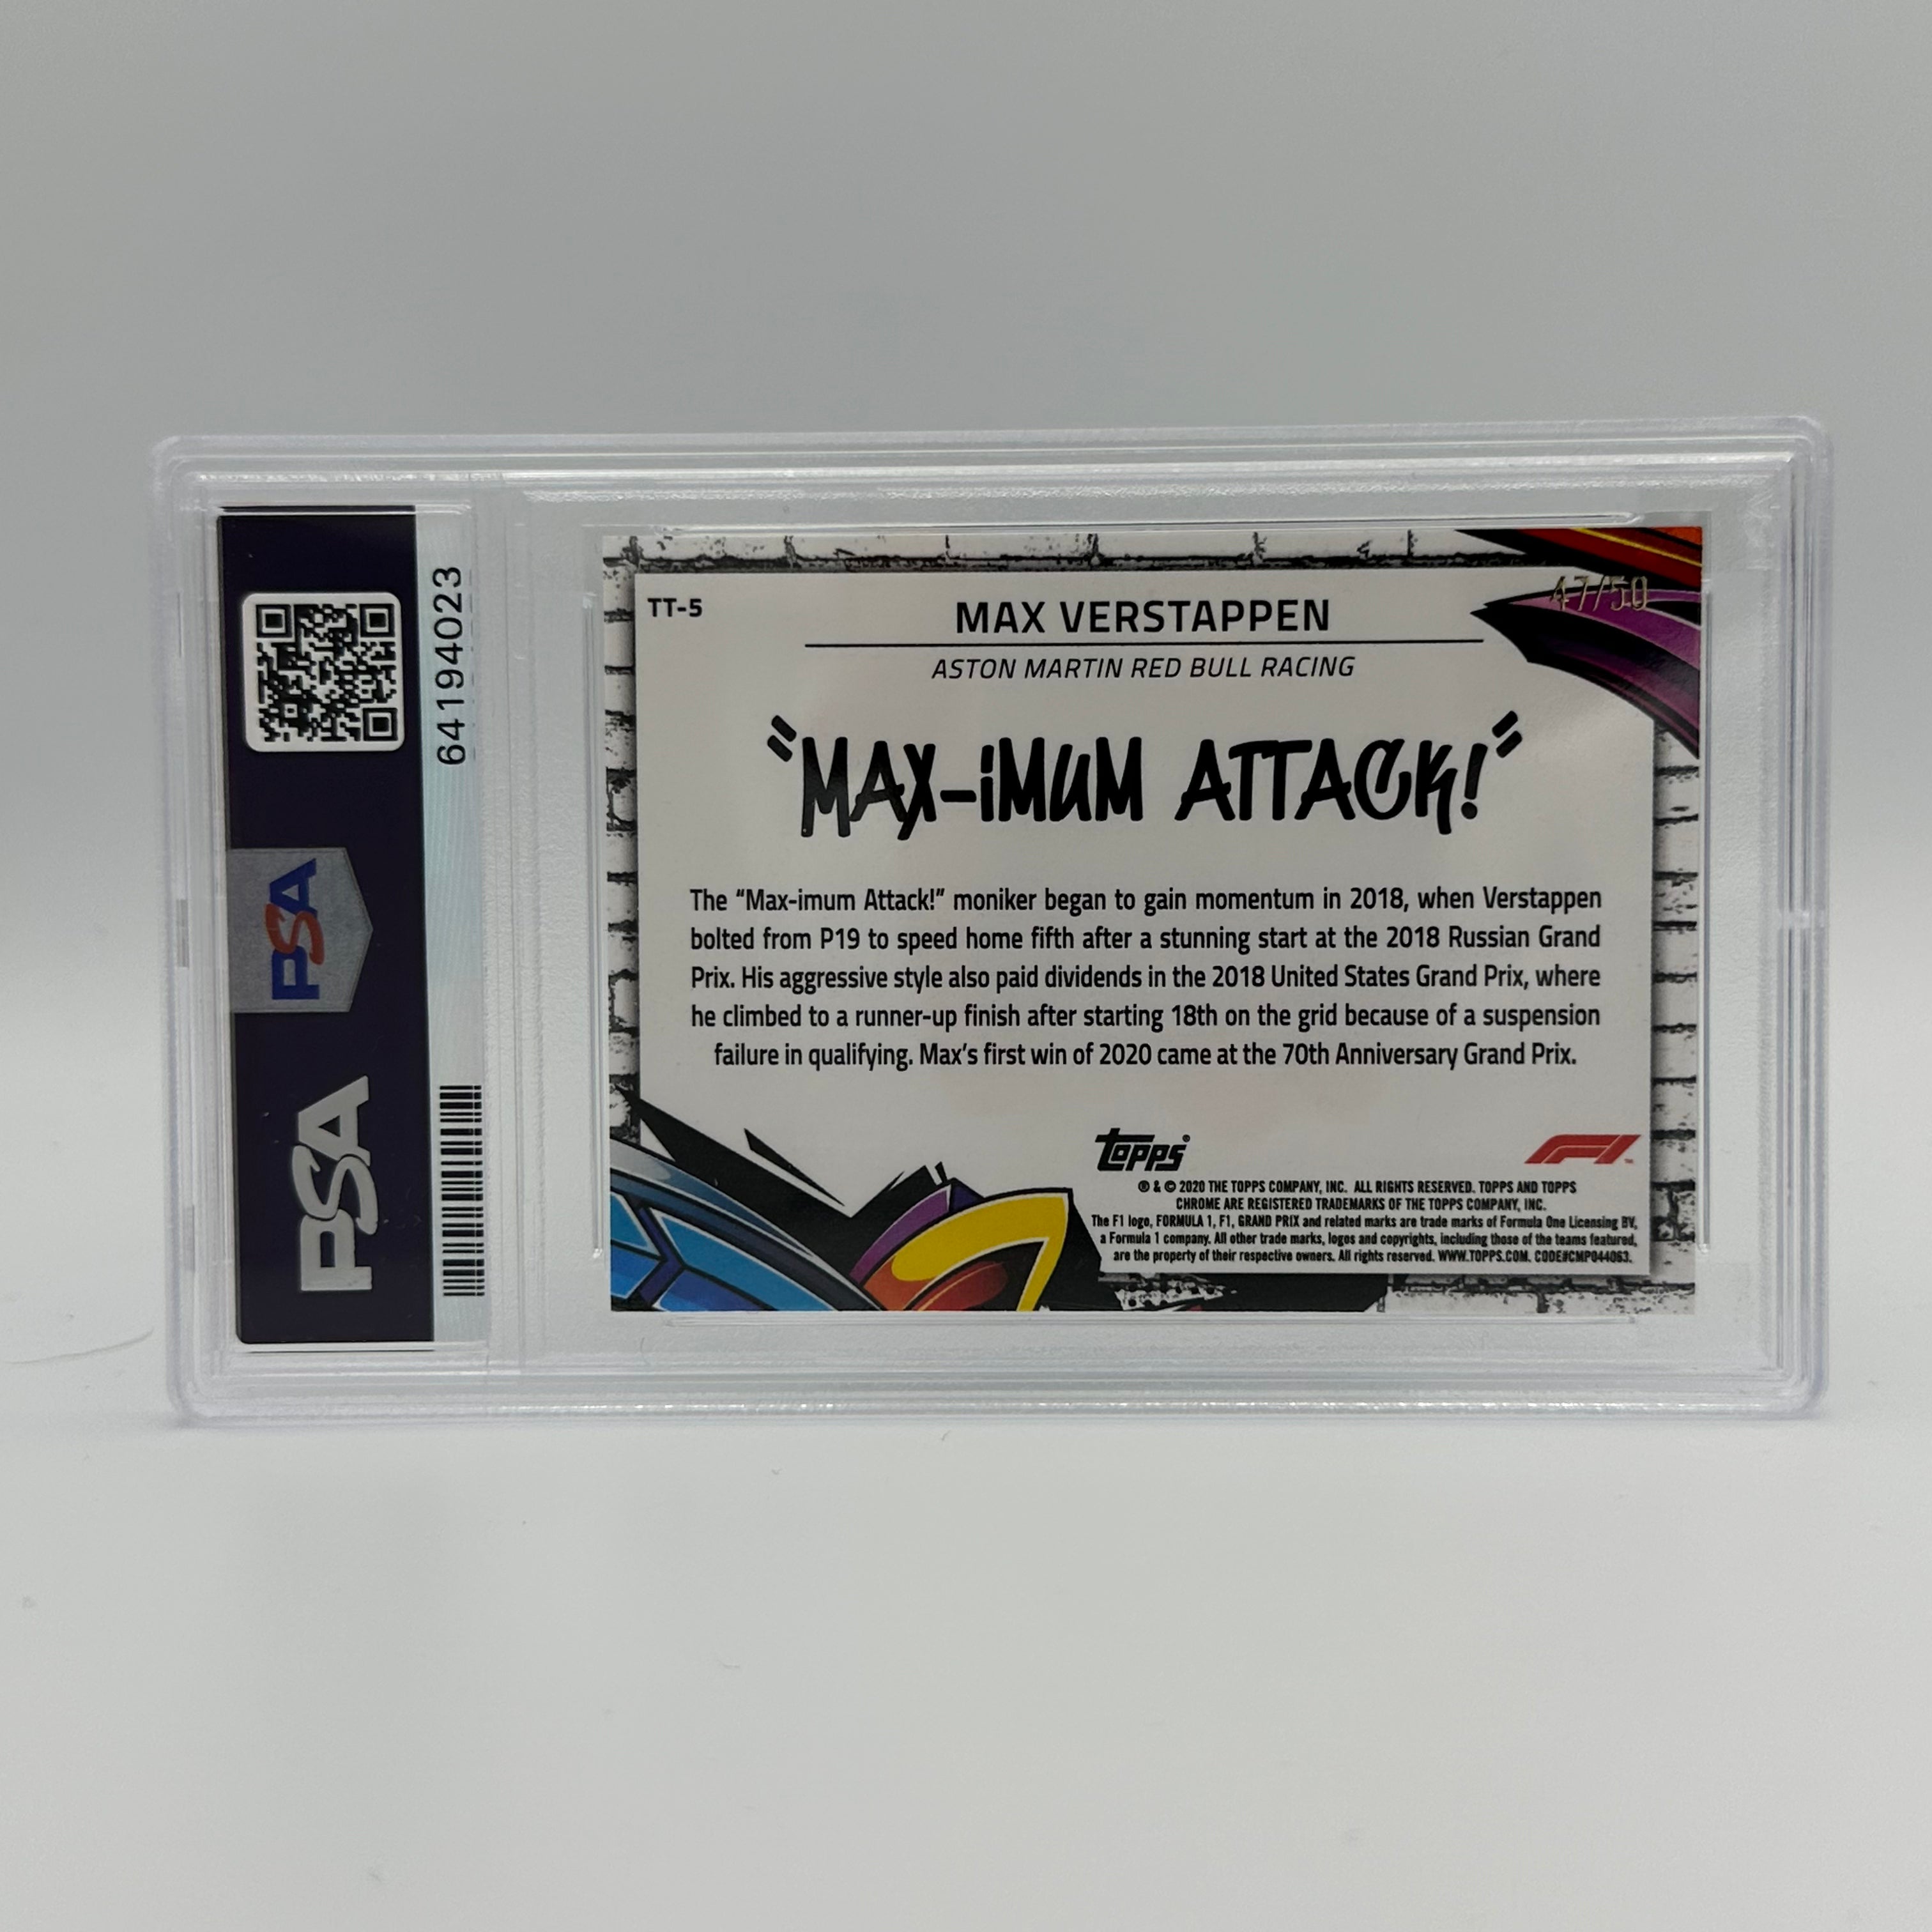 64194023
PSA
PSA
TT-5
47/50
MAX VERSTAPPEN
ASTON MARTIN RED BULL RACING
"MAX-iMUM ATTACK!"
The “Max-imum Attack!” moniker began to gain momentum in 2018, when Verstappen
bolted from P19 to speed home fifth after a stunning start at the 2018 Russian Grand
Prix. His aggressive style also paid dividends in the 2018 United States Grand Prix, where
he climbed to a runner-up finish after starting 18th on the grid because of a suspension
failure in qualifying. Max’s first win of 2020 came at the 70th Anniversary Grand Prix.
topps®
F1™
® & © 2020 THE TOPPS COMPANY, INC. ALL RIGHTS RESERVED. TOPPS AND TOPPS
CHROME ARE REGISTERED TRADEMARKS OF THE TOPPS COMPANY, INC.
The F1 logo, FORMULA 1, F1, GRAND PRIX and related marks are trade marks of Formula One Licensing BV,
a Formula 1 company. All other trade marks, logos and copyrights, including those of the teams featured,
are the property of their respective owners. All rights reserved. WWW.TOPPS.COM. CODE#CMP044063.